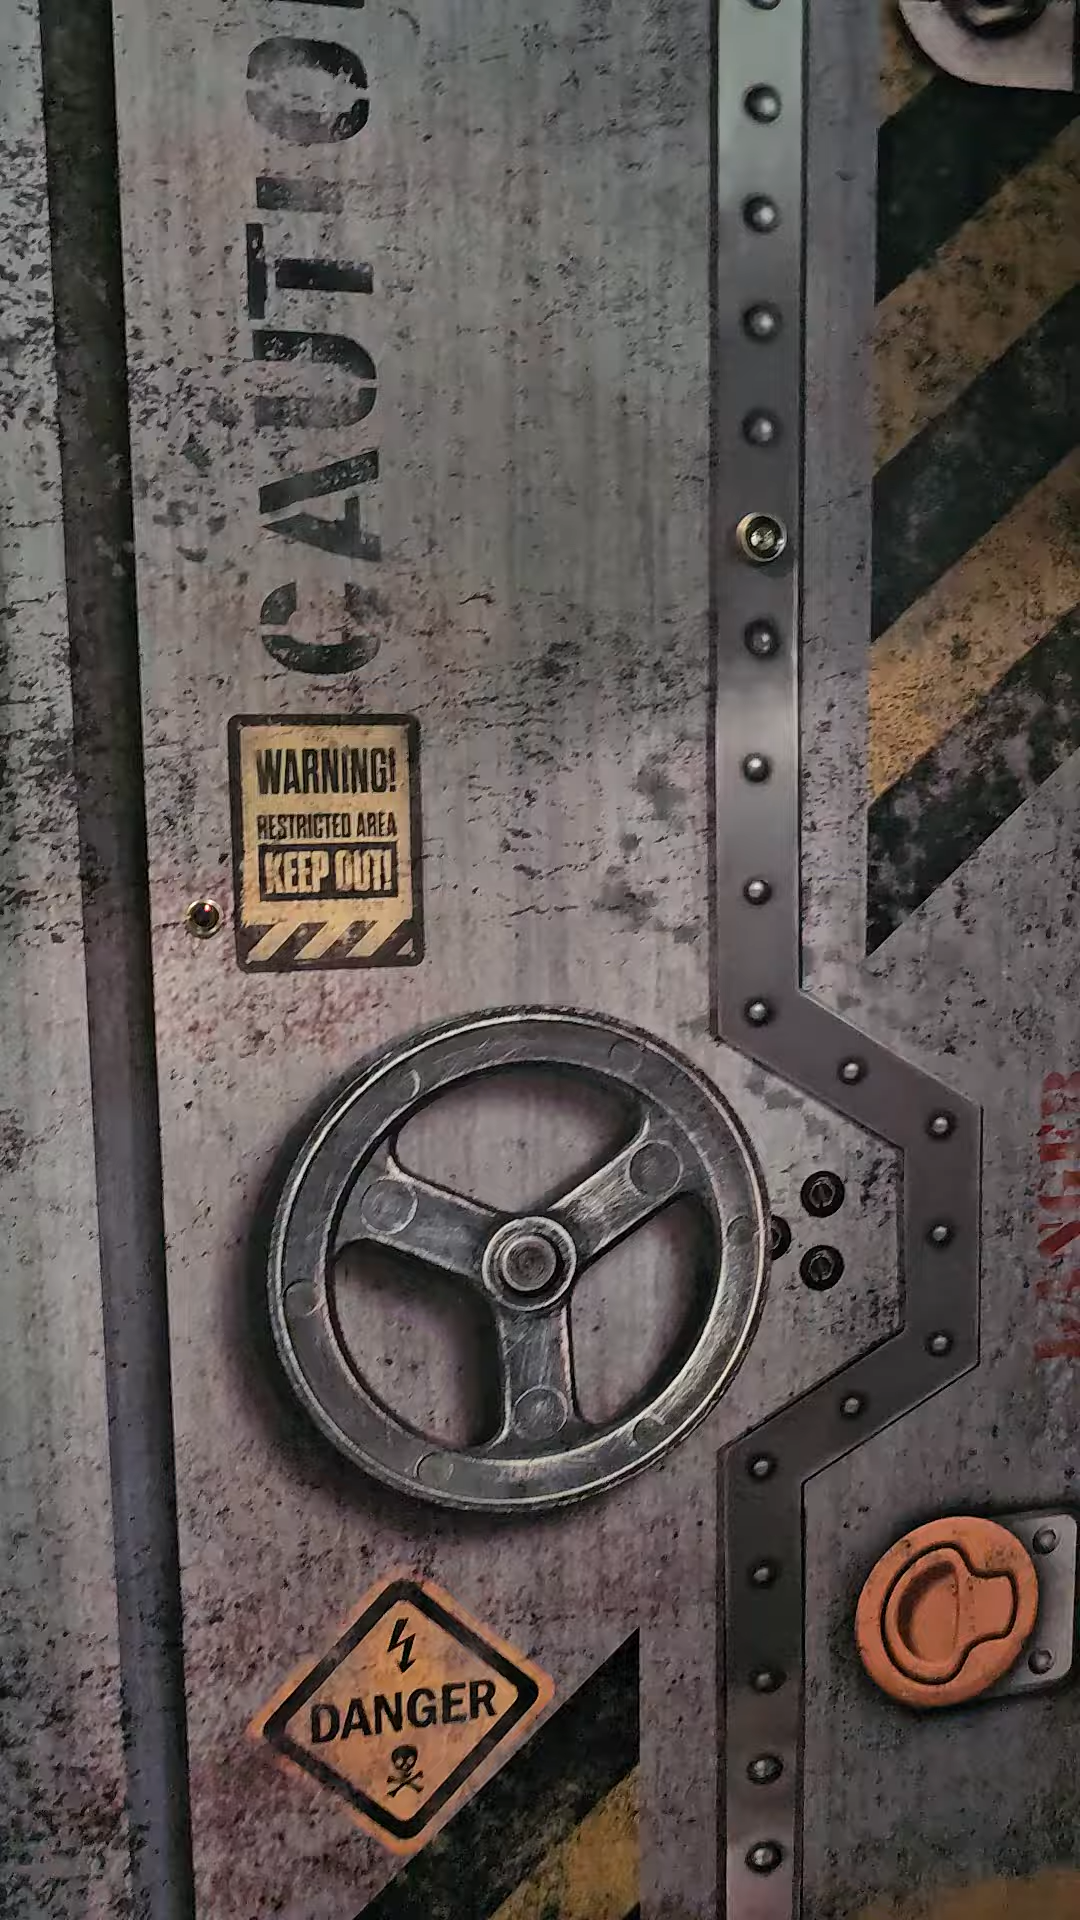 CAUTIO
WARNING!
RESTRICTED AREA
KEEP OUT!
DANGER